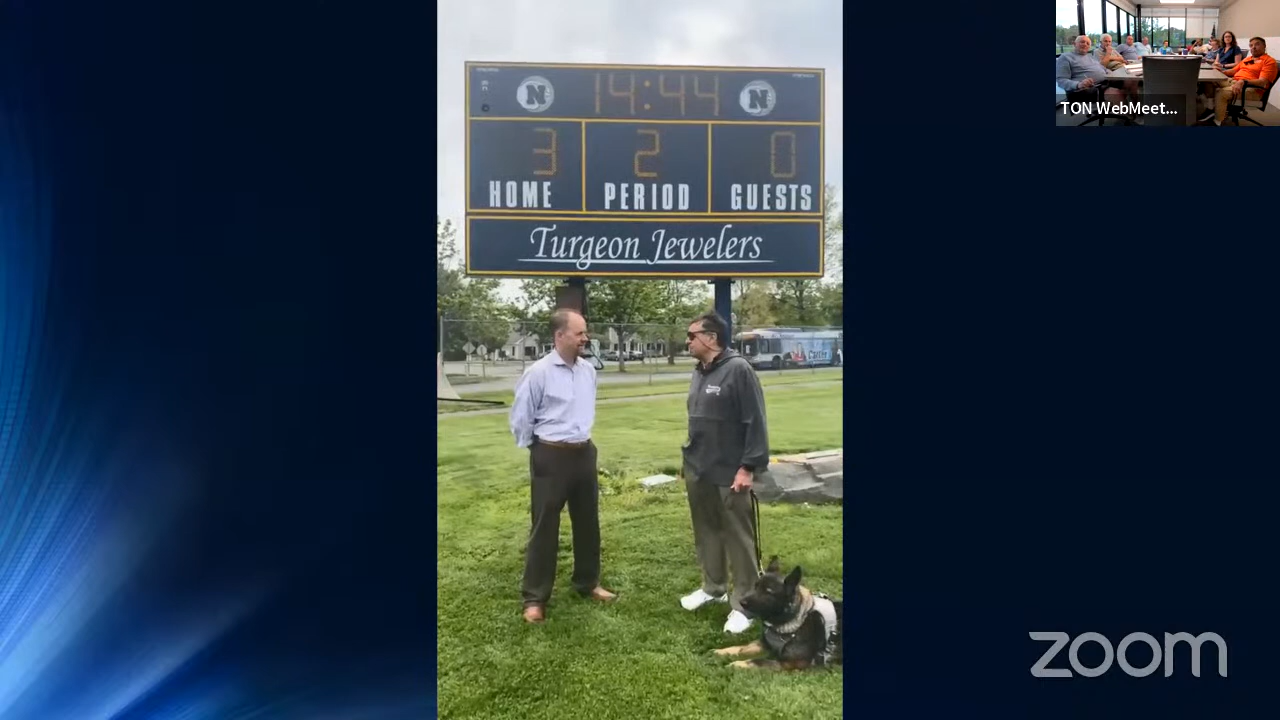 N 14:44 N
3 2 0
HOME PERIOD GUESTS
Turgeon Jewelers
TON WebMeet...
zoom